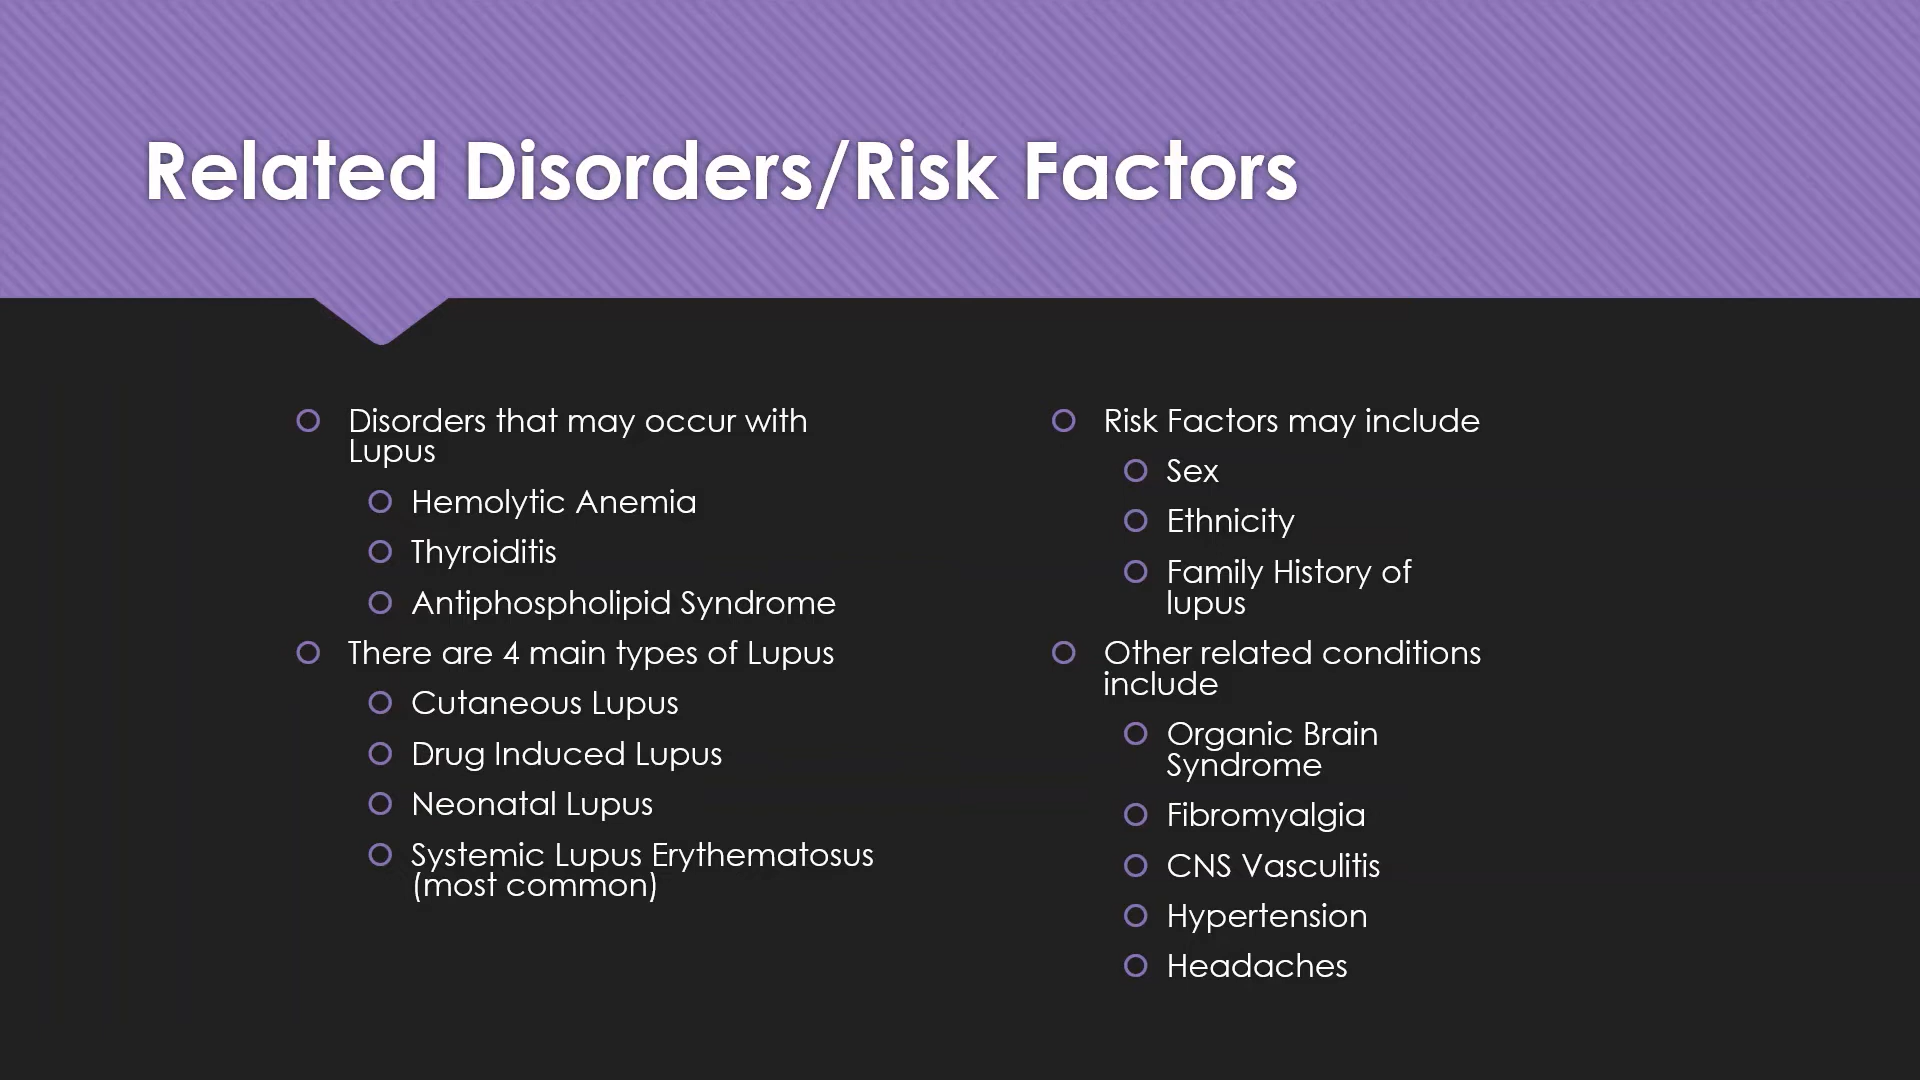 Related Disorders/Risk Factors
Disorders that may occur with
Lupus
Hemolytic Anemia
Thyroiditis
Antiphospholipid Syndrome
There are 4 main types of Lupus
Cutaneous Lupus
Drug Induced Lupus
Neonatal Lupus
Systemic Lupus Erythematosus
(most common)
Risk Factors may include
Sex
Ethnicity
Family History of
lupus
Other related conditions
include
Organic Brain
Syndrome
Fibromyalgia
CNS Vasculitis
Hypertension
Headaches